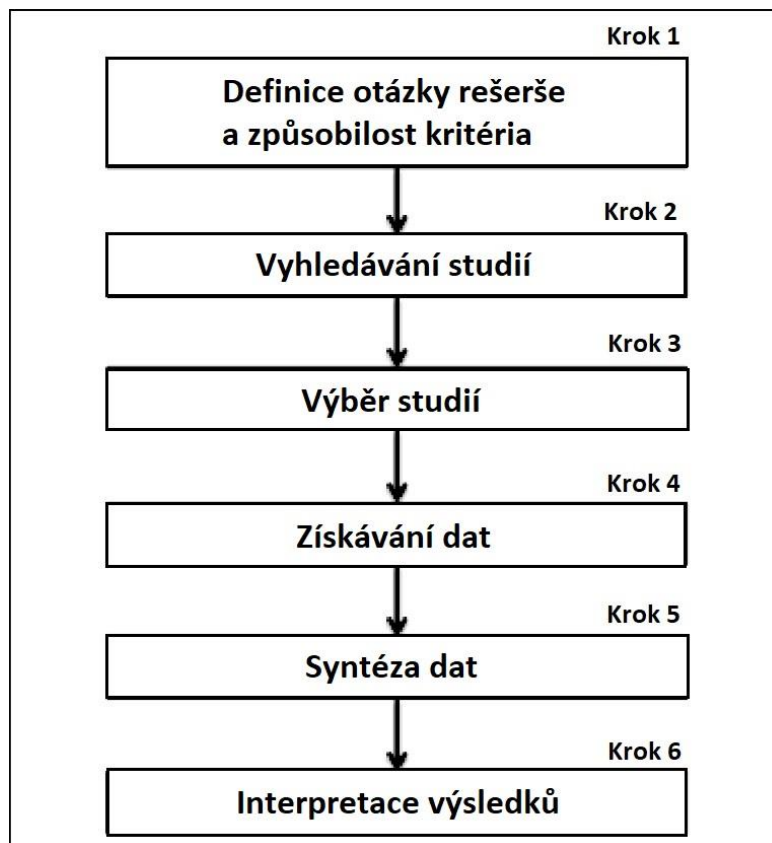 Krok 1
Definice otázky rešerše
a způsobilost kritéria
Krok 2
Vyhledávání studií
Krok 3
Výběr studií
Krok 4
Získávání dat
Krok 5
Syntéza dat
Krok 6
Interpretace výsledků